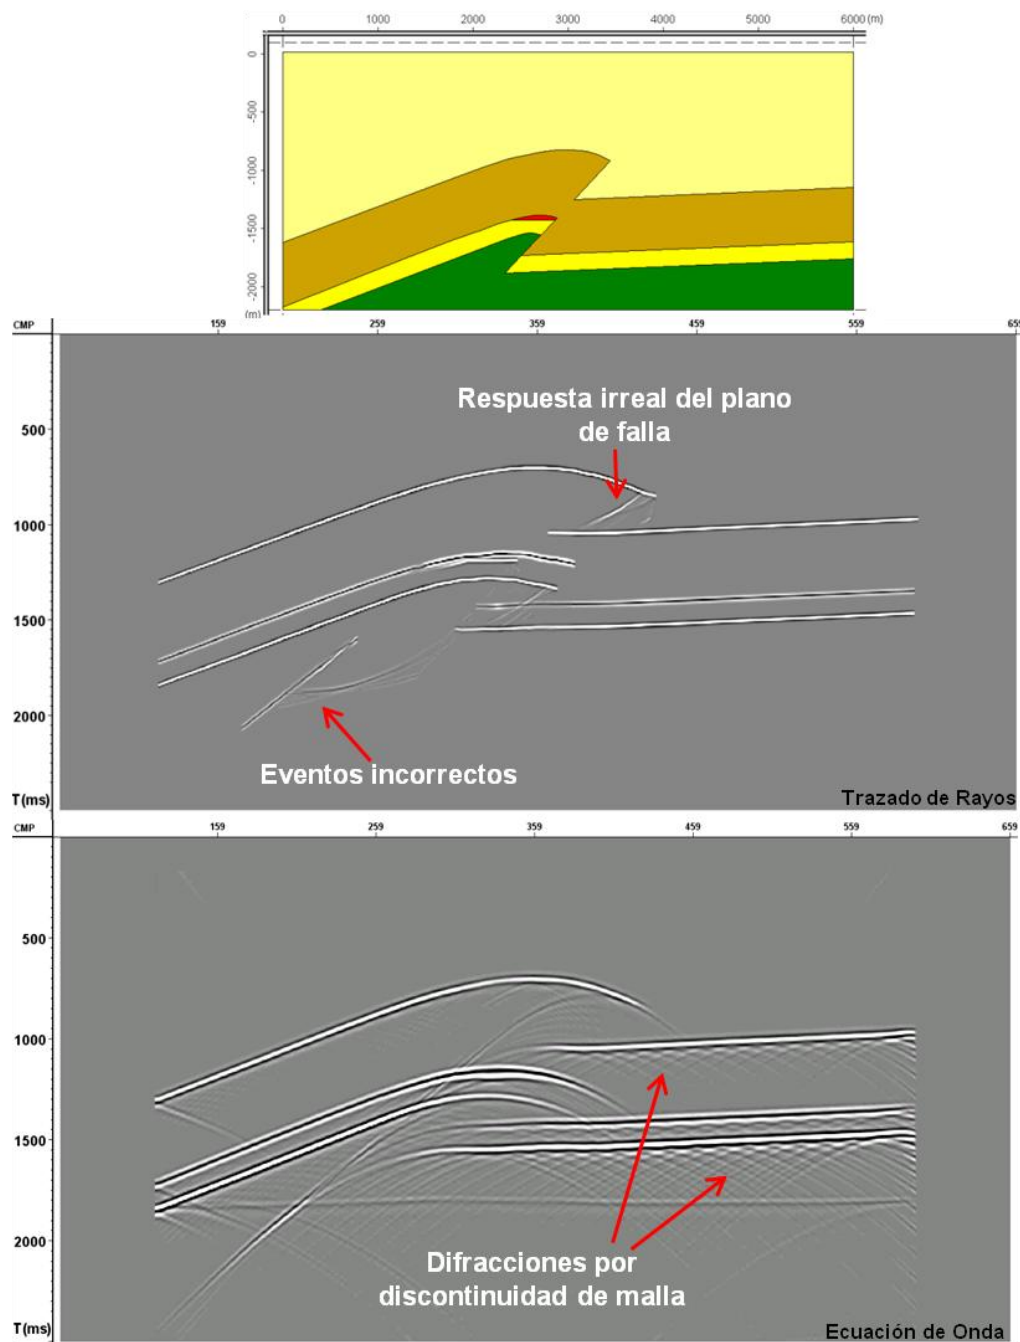 0 1000 2000 3000 4000 5000 6000 (m)
0
-500
-1000
-1500
-2000
(m)
CMP 159 259 359 459 559 659
Respuesta irreal del plano
de falla
500
1000
1500
2000
Eventos incorrectos
T(ms)
Trazado de Rayos
CMP 159 259 359 459 559 659
500
1000
1500
2000
Difracciones por
discontinuidad de malla
T(ms)
Ecuación de Onda